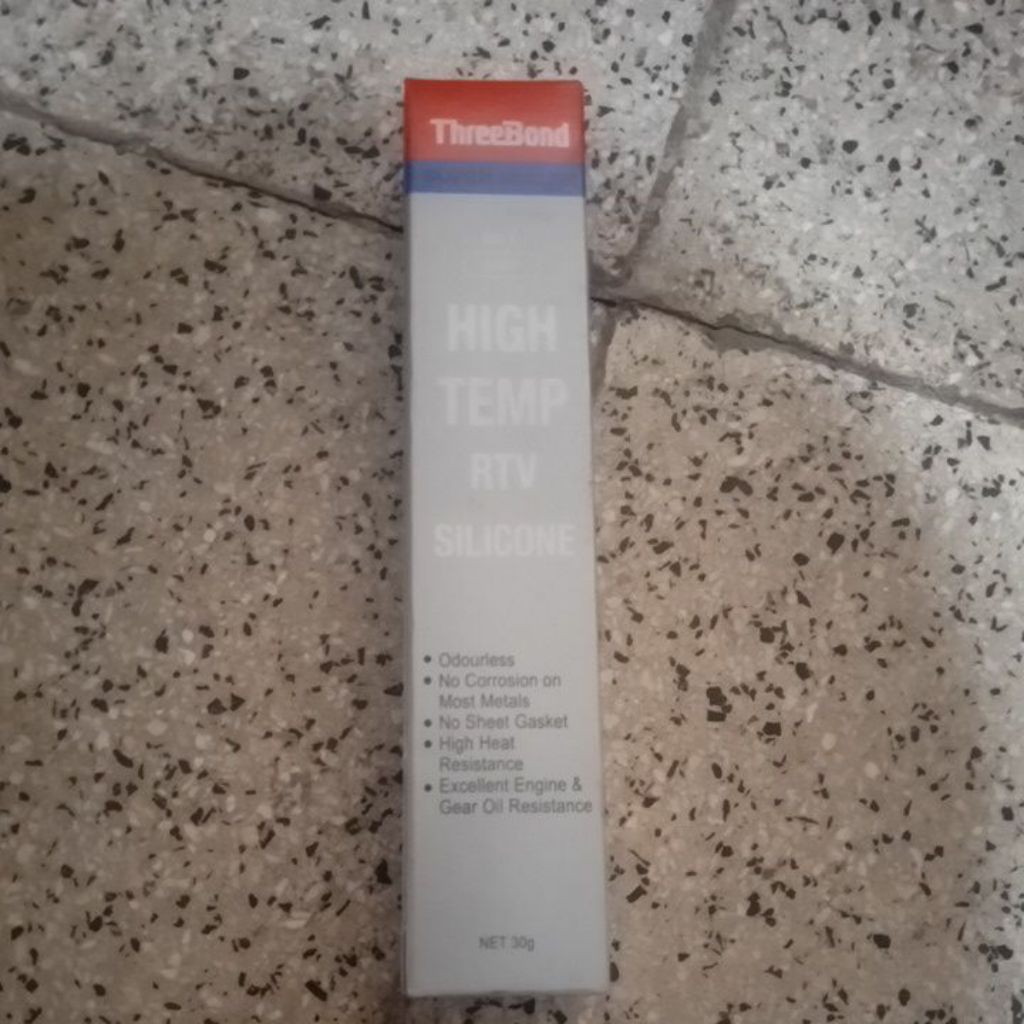 ThreeBond
HIGH
TEMP
RTV
SILICONE
• Odourless
• No Corrosion on
Most Metals
• No Sheet Gasket
• High Heat
Resistance
• Excellent Engine &
Gear Oil Resistance
NET 30g